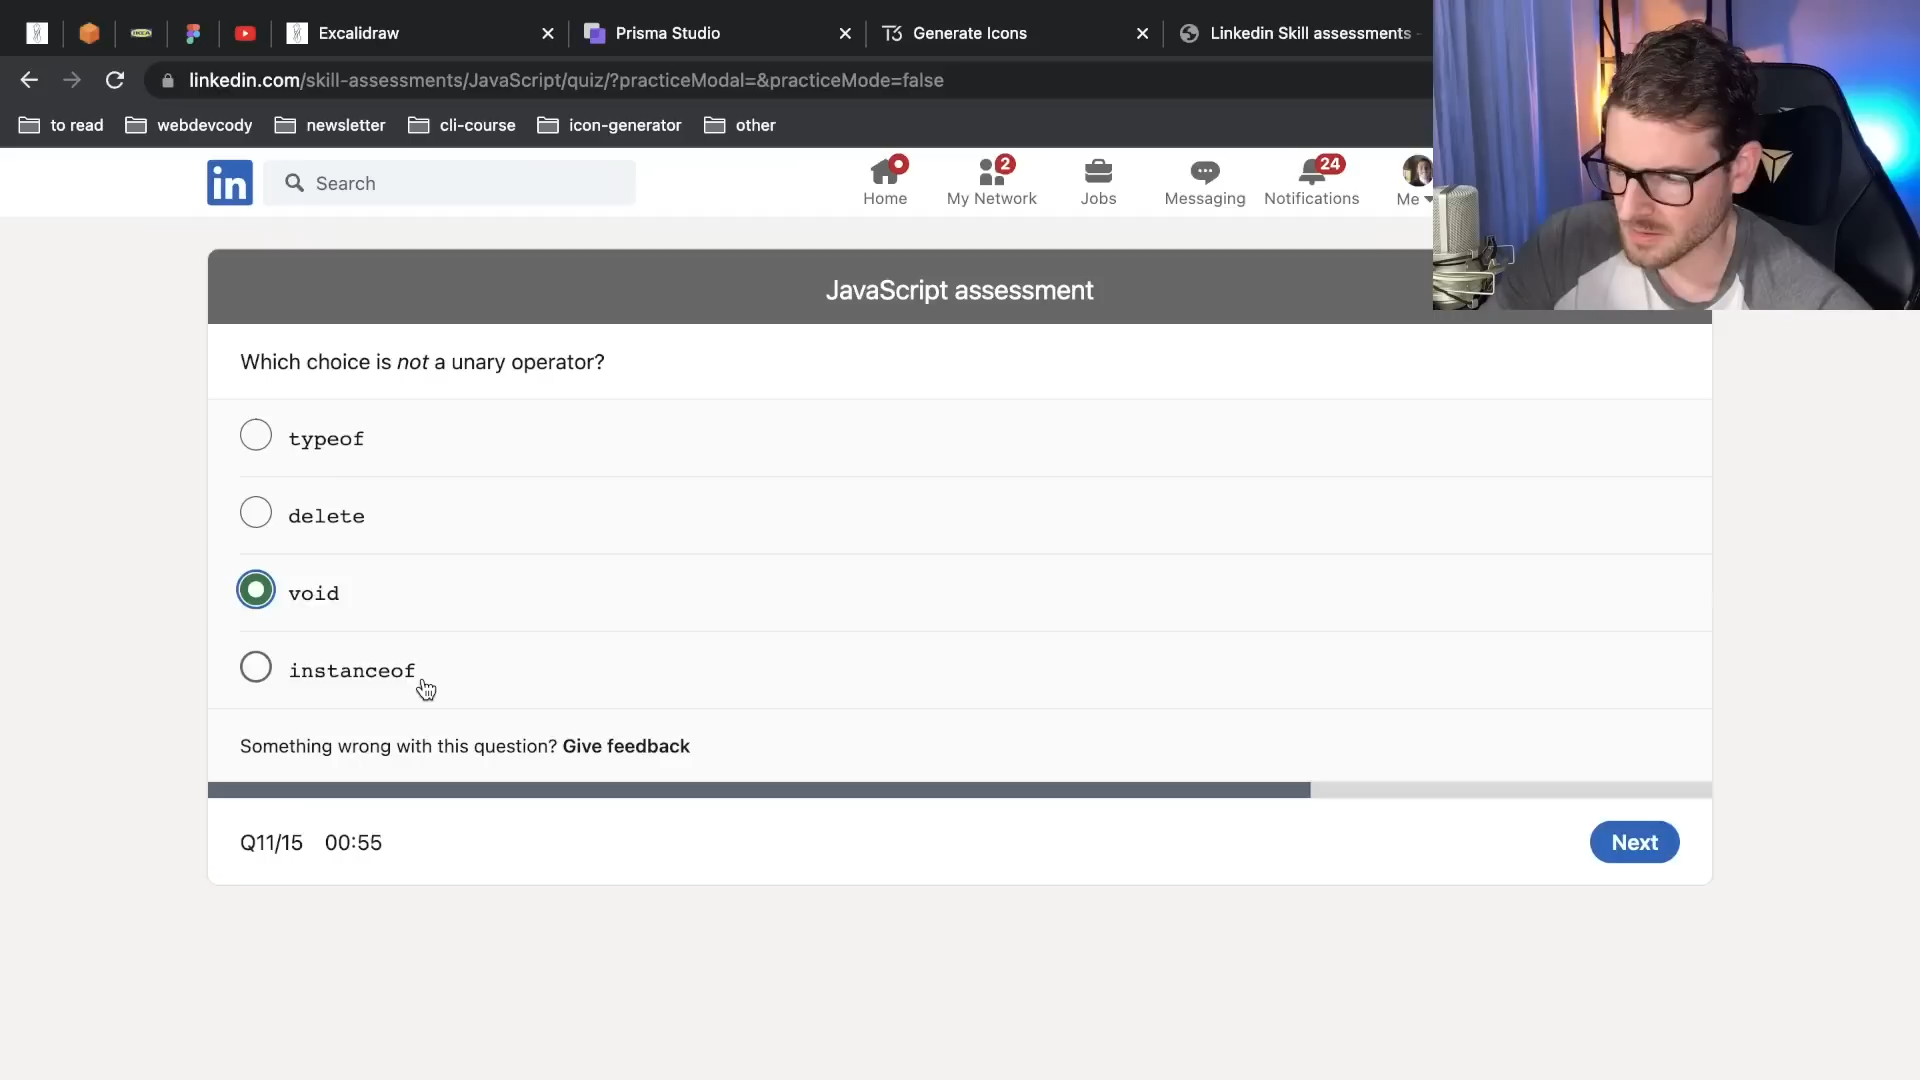 Excalidraw
Prisma Studio
Generate Icons
Linkedin Skill assessments -
linkedin.com/skill-assessments/JavaScript/quiz/?practiceModal=&practiceMode=false
to read
webdevcody
newsletter
cli-course
icon-generator
other
in
Search
Home
2
My Network
Jobs
Messaging
24
Notifications
Me
JavaScript assessment
Which choice is not a unary operator?
typeof
delete
void
instanceof
Something wrong with this question? Give feedback
Q11/15 00:55
Next